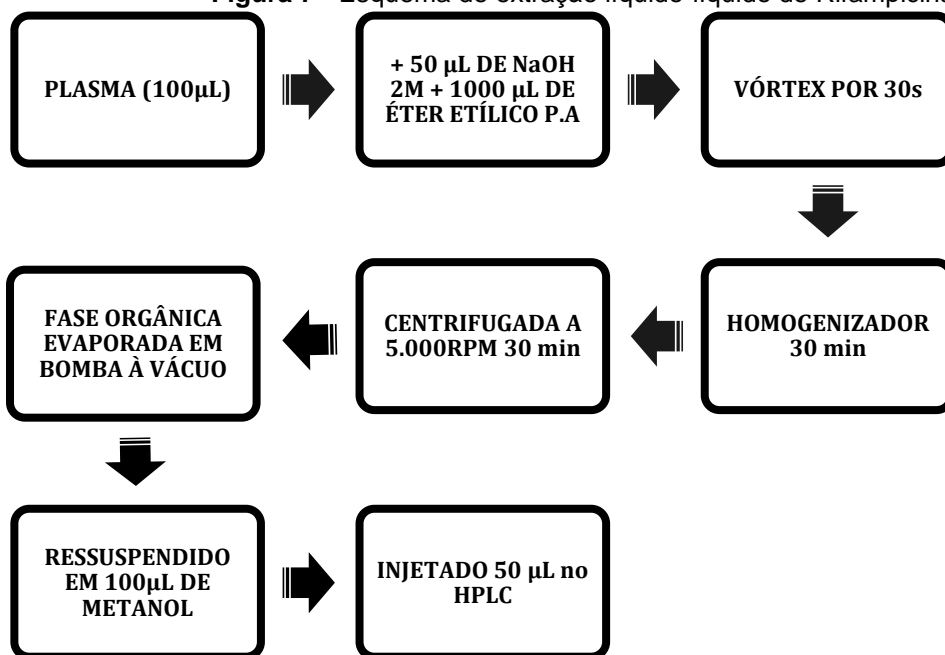 Esquema de extração líquido-líquido de Rifampicina
PLASMA (100µL)
+ 50 µL DE NaOH
2M + 1000 µL DE
ÉTER ETÍLICO P.A
VÓRTEX POR 30s
HOMOGENIZADOR
30 min
CENTRIFUGADA A
5.000RPM 30 min
FASE ORGÂNICA
EVAPORADA EM
BOMBA À VÁCUO
RESSUSPENDIDO
EM 100µL DE
METANOL
INJETADO 50 µL no
HPLC